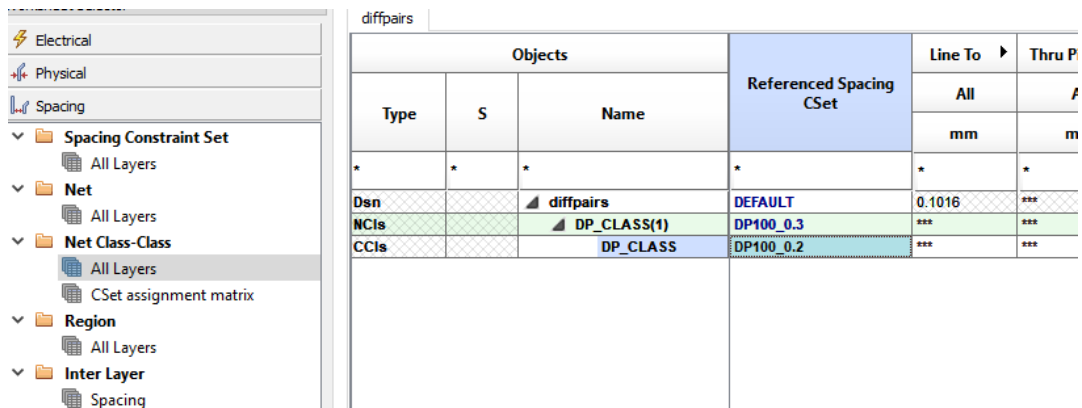 diffpairs
Electrical
Physical
Spacing
Spacing Constraint Set
All Layers
Net
All Layers
Net Class-Class
All Layers
CSet assignment matrix
Region
All Layers
Inter Layer
Spacing
Objects
Referenced Spacing CSet
Line To
Thru
Type
S
Name
All
mm
* * * * * *
Dsn diffpairs DEFAULT 0.1016 ***
NCls DP_CLASS(1) DP100_0.3 *** ***
CCls DP_CLASS DP100_0.2 *** ***